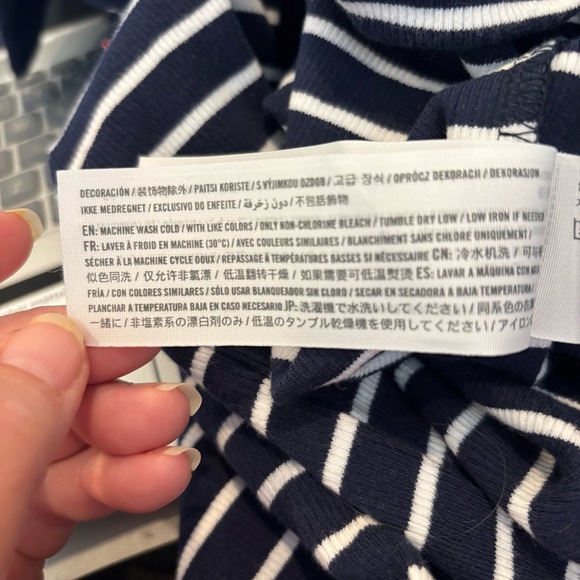 DECORACIÓN / 装饰物除外 / PAITSI KORISTE / S VÝJIMKOU OZDOB / 고급 장식 / OPRÓCZ DEKORACJI / DEKORASJON
IKKE MEDREGNET / EXCLUSIVO DO ENFEITE / دون زخرفة / 不包括飾物
EN: MACHINE WASH COLD / WITH LIKE COLORS / ONLY NON-CHLORINE BLEACH / TUMBLE DRY LOW / LOW IRON IF NEEDED
FR: LAVER À FROID EN MACHINE (30°C) / AVEC COULEURS SIMILAIRES / BLANCHIMENT SANS CHLORE UNIQUEMENT /
SÉCHER À LA MACHINE CYCLE DOUX / REPASSAGE À TEMPÉRATURES BASSES SI NÉCESSAIRE CN: 冷水机洗 / 可与
似色同洗 / 仅允许非氯漂 / 低温翻转干燥 / 如果需要可低温熨烫 ES: LAVAR A MÁQUINA CON AGUA
FRÍA / CON COLORES SIMILARES / SÓLO USAR BLANQUEADOR SIN CLORO / SECAR EN SECADORA A BAJA TEMPERATURA /
PLANCHAR A TEMPERATURA BAJA EN CASO NECESARIO JP: 洗濯機で水洗いしてください / 同系色の衣
一緒に / 非塩素系の漂白剤のみ / 低温のタンブル乾燥機を使用してください / アイロン